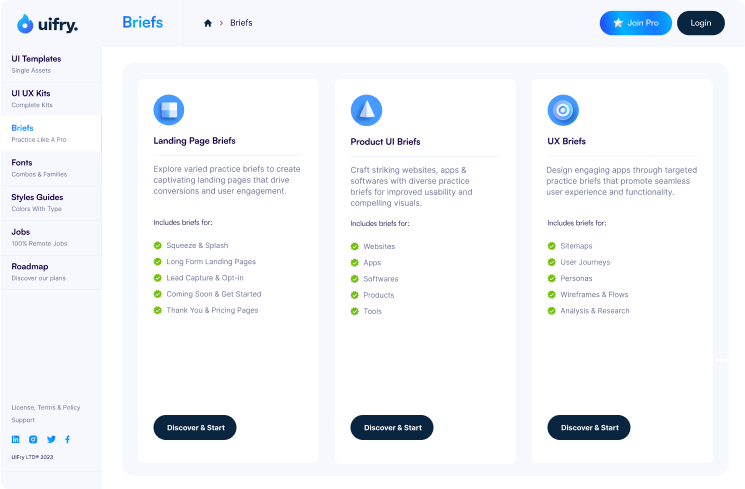 uifry.
Briefs
Briefs
Join Pro
Login
UI Templates
Single Assets
UI UX Kits
Complete Kits
Briefs
Practice Like A Pro
Fonts
Combos & Families
Styles Guides
Colors With Type
Jobs
100% Remote Jobs
Roadmap
Discover our plans
License, Terms & Policy
Support
UiFry LTD® 2023
Landing Page Briefs
Explore varied practice briefs to create
captivating landing pages that drive
conversions and user engagement.
Includes briefs for:
Squeeze & Splash
Long Form Landing Pages
Lead Capture & Opt-in
Coming Soon & Get Started
Thank You & Pricing Pages
Discover & Start
Product UI Briefs
Craft striking websites, apps &
softwares with diverse practice
briefs for improved usability and
compelling visuals.
Includes briefs for:
Websites
Apps
Softwares
Products
Tools
Discover & Start
UX Briefs
Design engaging apps through targeted
practice briefs that promote seamless
user experience and functionality.
Includes briefs for:
Sitemaps
User Journeys
Personas
Wireframes & Flows
Analysis & Research
Discover & Start